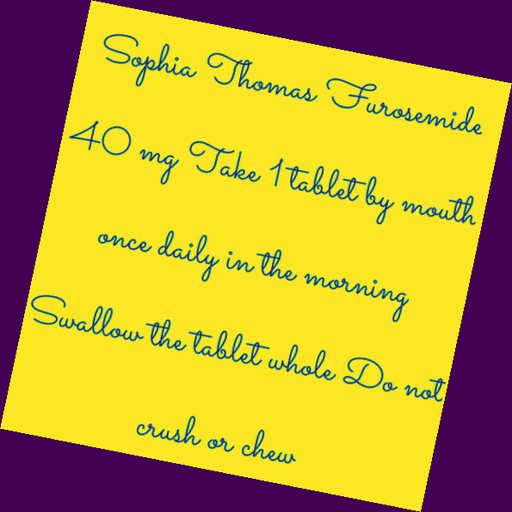 Sophia Thomas Furosemide
40 mg Take 1 tablet by mouth
once daily in the morning
Swallow the tablet whole Do not
crush or chew